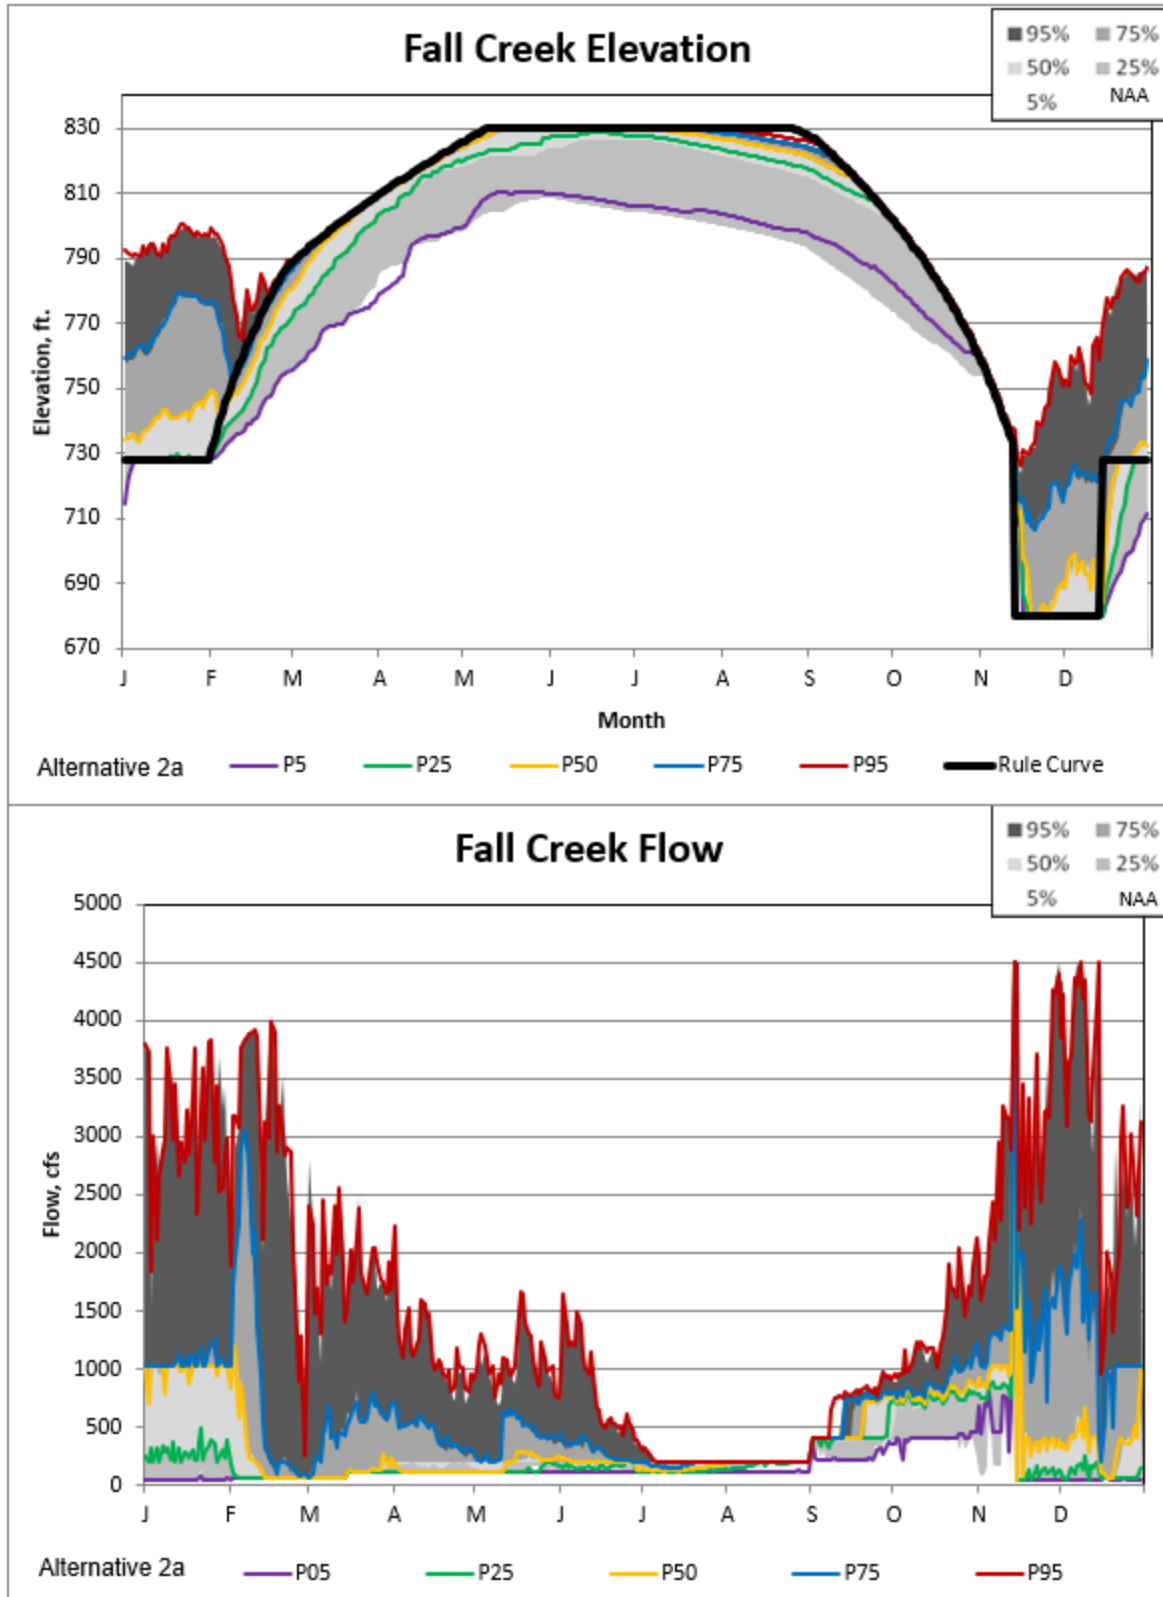 Fall Creek Elevation
95% 75%
50% 25%
5% NAA
830
810
790
770
750
730
710
690
670
Elevation, ft.
J F M A M J J A S O N D
Month
Alternative 2a P5 P25 P50 P75 P95 Rule Curve
Fall Creek Flow
95% 75%
50% 25%
5% NAA
5000
4500
4000
3500
3000
2500
2000
1500
1000
500
0
Flow, cfs
J F M A M J J A S O N D
Alternative 2a P05 P25 P50 P75 P95